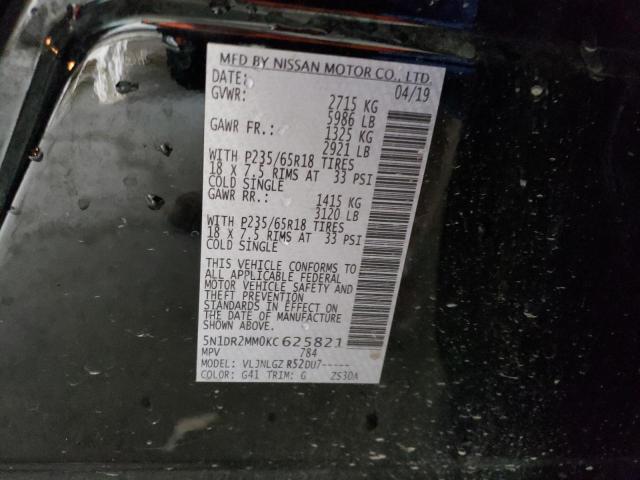 MFD BY NISSAN MOTOR CO., LTD.
DATE: 04/19
GVWR: 2715 KG
5986 LB
GAWR FR.: 1325 KG
2921 LB
WITH P235/65R18 TIRES
18 X 7.5 RIMS AT 33 PSI
COLD SINGLE
GAWR RR.: 1415 KG
3120 LB
WITH P235/65R18 TIRES
18 X 7.5 RIMS AT 33 PSI
COLD SINGLE
THIS VEHICLE CONFORMS TO
ALL APPLICABLE FEDERAL
MOTOR VEHICLE SAFETY AND
THEFT PREVENTION
STANDARDS IN EFFECT ON
THE DATE OF MANUFACTURE
SHOWN ABOVE.
5N1DR2MM0KC625821
MPV 784
MODEL: VLJNLGZ R52DU7-----
COLOR: G41 TRIM: G ZS30A